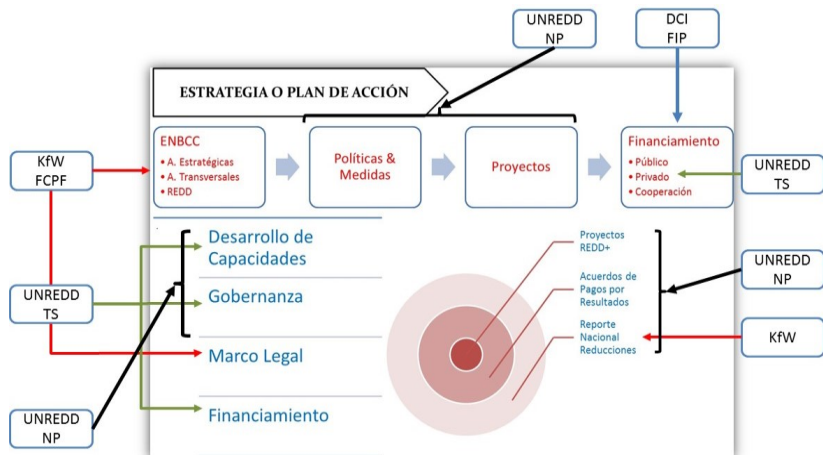 UNREDD
NP
DCI
FIP
ESTRATEGIA O PLAN DE ACCIÓN
KfW
FCPF
ENBCC
• A. Estratégicas
• A. Transversales
• REDD
Políticas &
Medidas
Proyectos
Financiamiento
• Público
• Privado
• Cooperación
UNREDD
TS
Desarrollo de
Capacidades
Gobernanza
Marco Legal
Financiamiento
Proyectos
REDD+
Acuerdos de
Pagos por
Resultados
Reporte
Nacional
Reducciones
UNREDD
NP
KfW
UNREDD
TS
UNREDD
NP